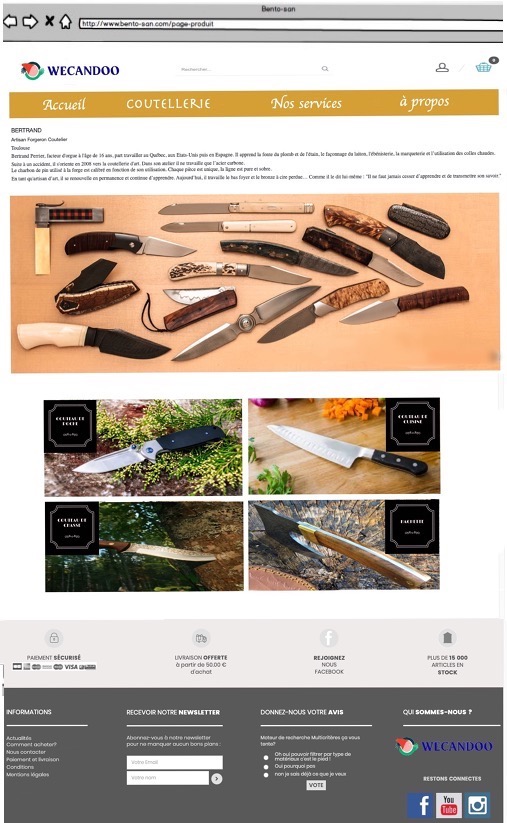 Bento-san
http://www.bento-san.com/page-produit
WECANDOO
Rechercher...
0
Accueil
COUTELLERIE
Nos services
à propos
BERTRAND
Artisan Forgeron Coutelier
Toulouse
Bertrand Perrier, facteur d'orgue à l'âge de 16 ans, part travailler au Québec, aux Etats-Unis puis en Espagne. Il apprend la fonte du plomb et de l'étain, le façonnage du laiton, l'ébénisterie, la marqueterie et l'utilisation des colles chaudes.
Suite à un accident, il s'oriente en 2008 vers la coutellerie d'art. Dans son atelier il ne travaille que l'acier carbone.
Le charbon de pin utilisé à la forge est calibré en fonction de son utilisation. Chaque pièce est unique, la ligne est pure et sobre.
En tant qu'artisan d'art, il se renouvelle en permanence et continue d'apprendre. Aujourd'hui, il travaille le bas foyer et le bronze à cire perdue… Comme il le dit lui même : "Il ne faut jamais cesser d'apprendre et de transmettre son savoir."
COUTEAU DE
POCHE
COUTEAU DE
CUISINE
COUTEAU DE
CHASSE
HACHETTE
PAIEMENT SÉCURISÉ
VISA
LIVRAISON OFFERTE
à partir de 50,00 €
d'achat
REJOIGNEZ
NOUS
FACEBOOK
PLUS DE 15 000
ARTICLES EN
STOCK
INFORMATIONS
Actualités
Comment acheter?
Nous contacter
Paiement et livraison
Conditions
Mentions légales
RECEVOIR NOTRE NEWSLETTER
Abonnez-vous à notre newsletter
pour ne manquer aucun bons plans :
Votre Email
Votre nom
DONNEZ-NOUS VOTRE AVIS
Moteur de recherche Multicritères ça vous
tente?
Oh oui pouvoir filtrer par type de
matériaux c'est le pied !
Oui pourquoi pas
non je sais déjà ce que je veux
VOTE
QUI SOMMES-NOUS ?
WECANDOO
RESTONS CONNECTES
f
You
Tube